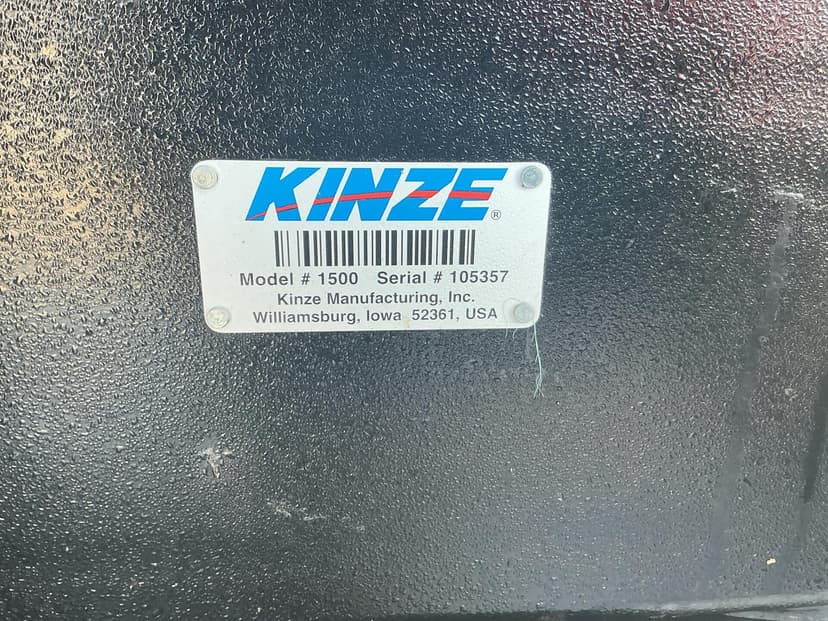 KINZE®
Model # 1500 Serial # 105357
Kinze Manufacturing, Inc.
Williamsburg, Iowa 52361, USA